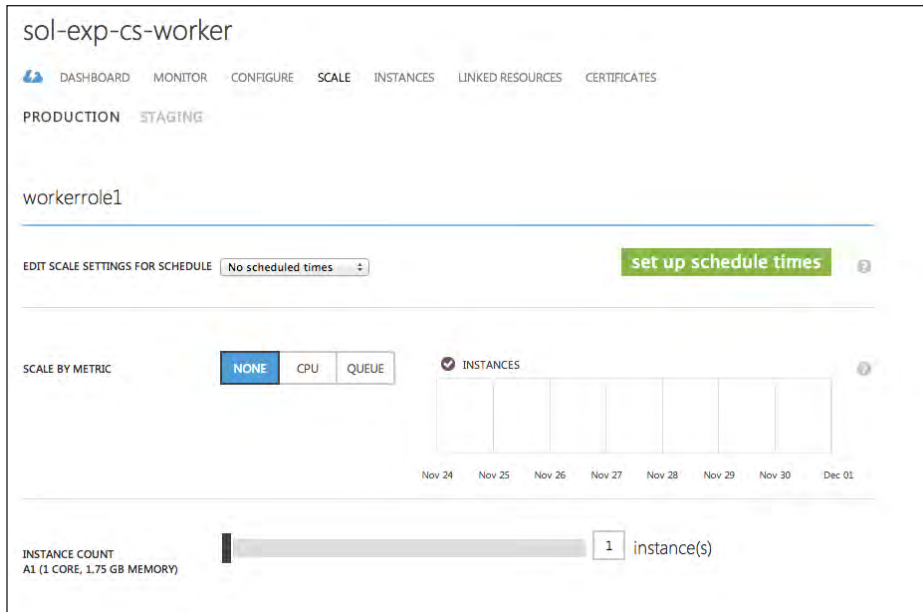 sol-exp-cs-worker
DASHBOARD MONITOR CONFIGURE SCALE INSTANCES LINKED RESOURCES CERTIFICATES
PRODUCTION STAGING
workerrole1
EDIT SCALE SETTINGS FOR SCHEDULE No scheduled times set up schedule times ?
SCALE BY METRIC NONE CPU QUEUE INSTANCES ?
Nov 24 Nov 25 Nov 26 Nov 27 Nov 28 Nov 29 Nov 30 Dec 01
INSTANCE COUNT 1 instance(s)
A1 (1 CORE, 1.75 GB MEMORY)